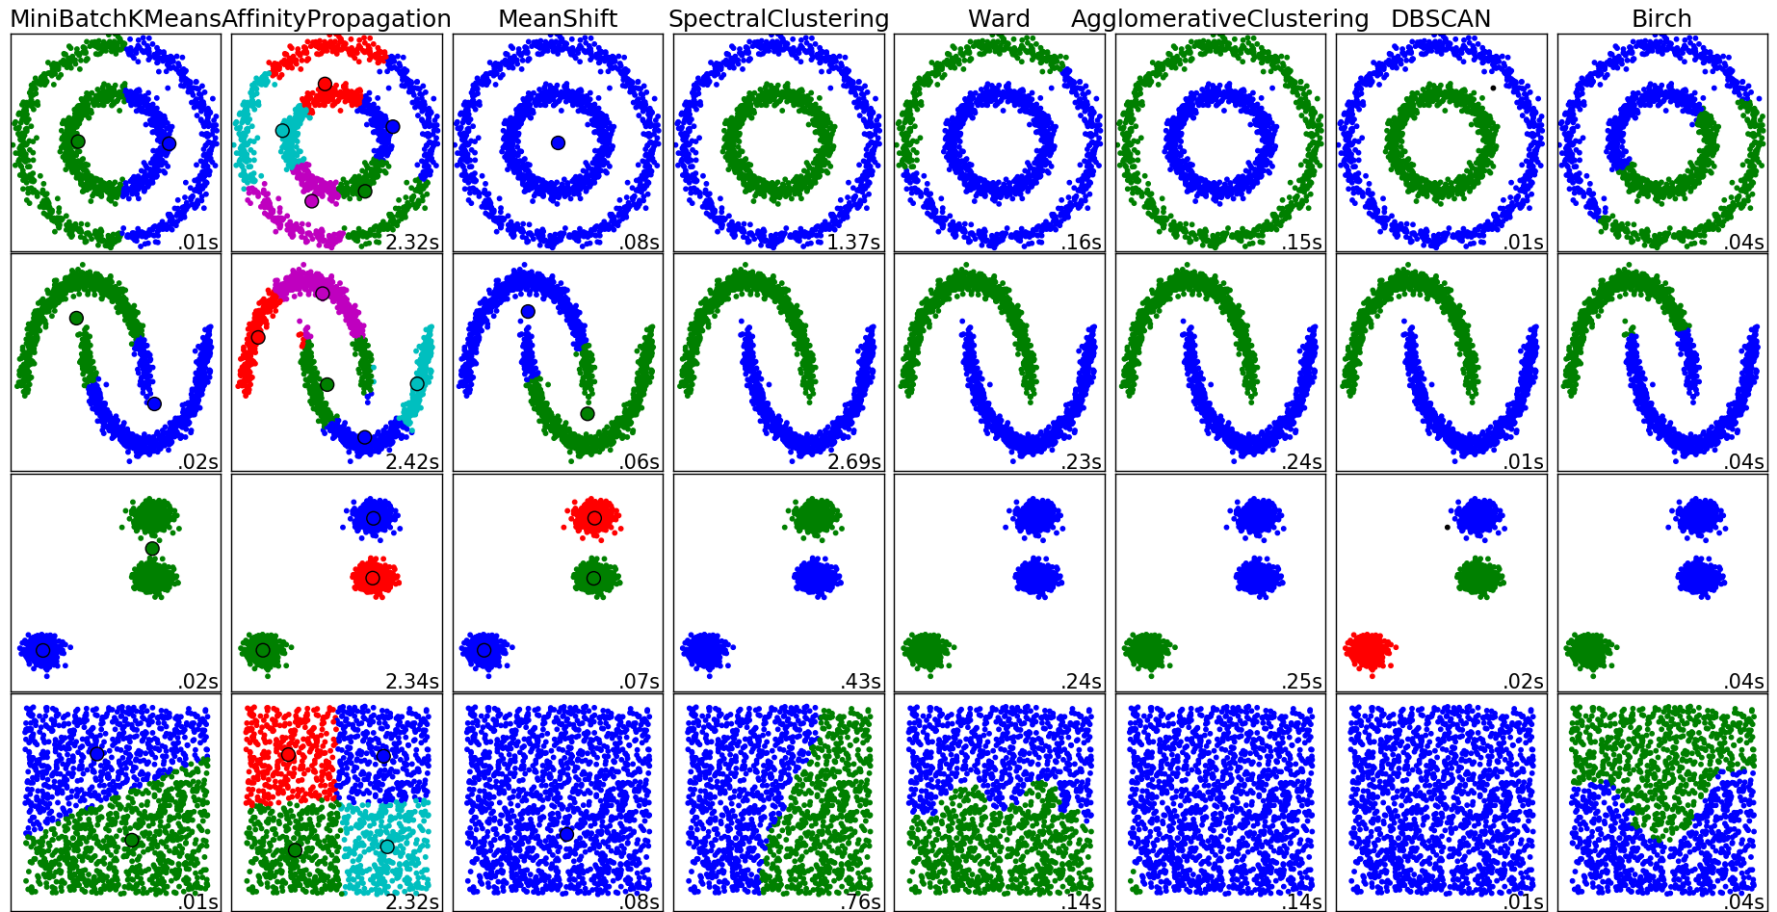 MiniBatchKMeans AffinityPropagation MeanShift SpectralClustering Ward AgglomerativeClustering DBSCAN Birch
.01s 2.32s .08s 1.37s .16s .15s .01s .04s
.02s 2.42s .06s 2.69s .23s .24s .01s .04s
.02s 2.34s .07s .43s .24s .25s .02s .04s
.01s 2.32s .08s .76s .14s .14s .01s .04s